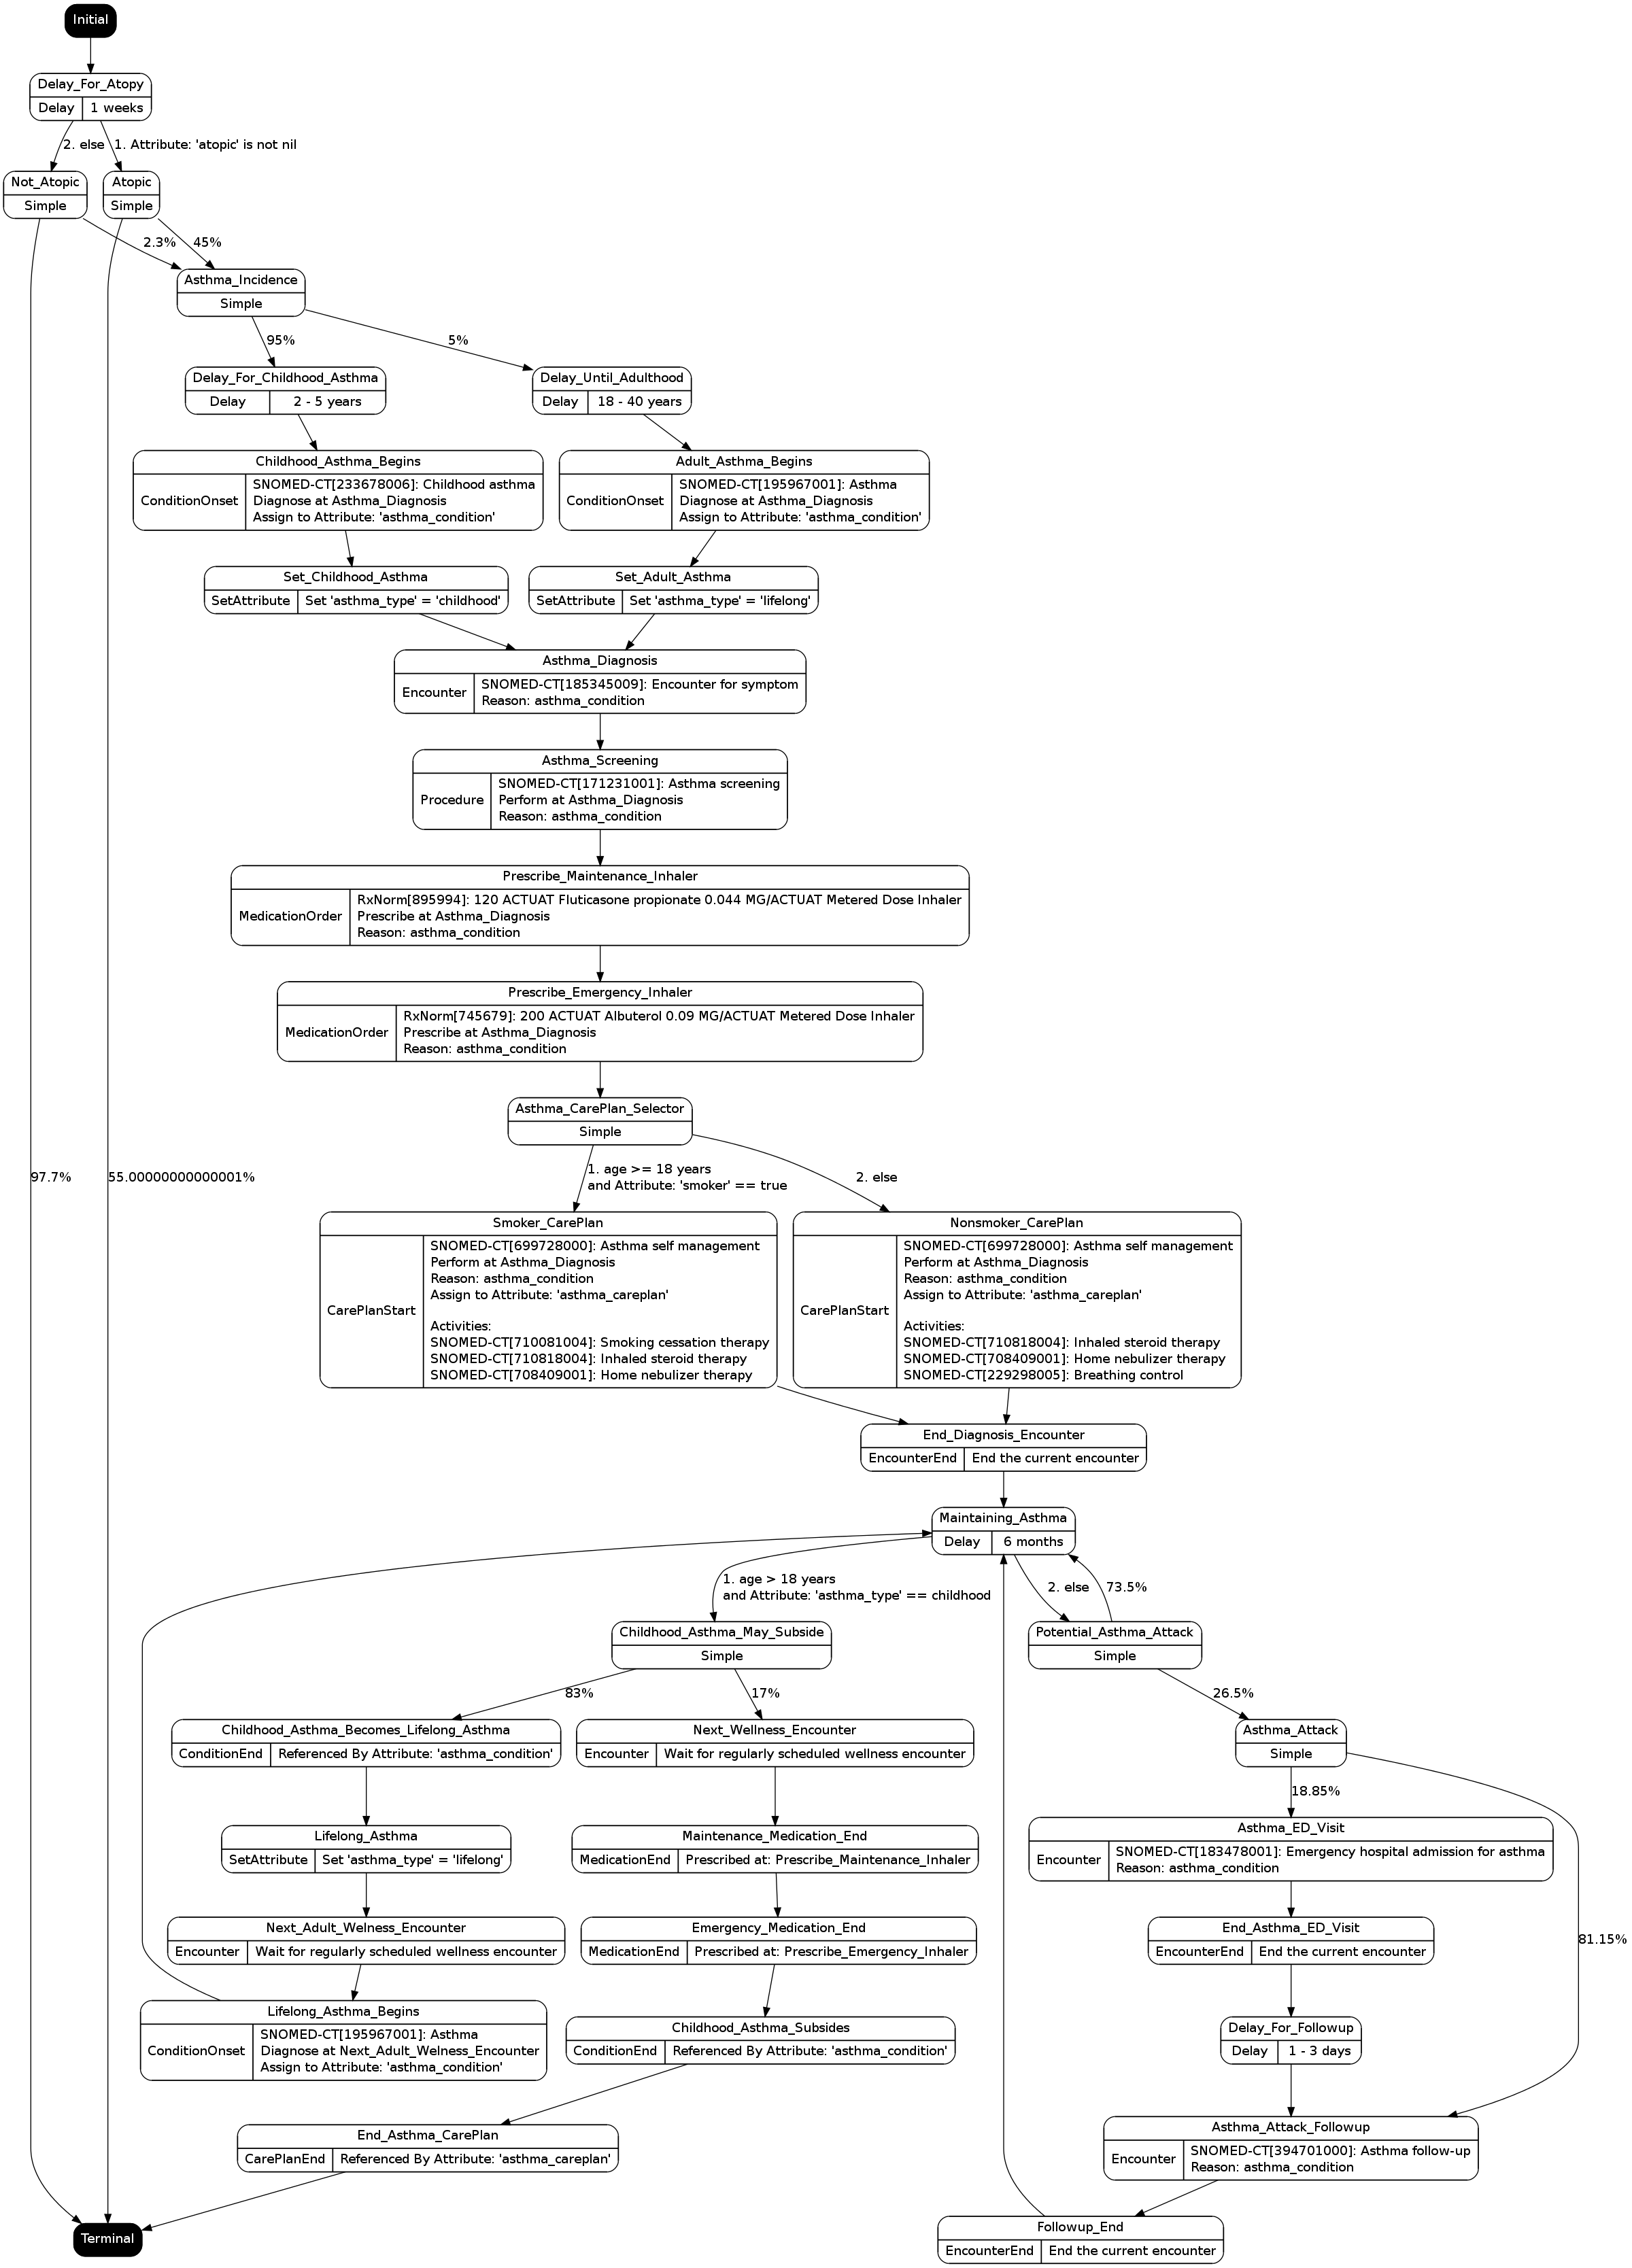 Initial
Delay_For_Atopy
Delay
1 weeks
2. else
1. Attribute: 'atopic' is not nil
Not_Atopic
Simple
Atopic
Simple
2.3%
45%
Asthma_Incidence
Simple
95%
5%
Delay_For_Childhood_Asthma
Delay
2 - 5 years
Delay_Until_Adulthood
Delay
18 - 40 years
Childhood_Asthma_Begins
ConditionOnset
SNOMED-CT[233678006]: Childhood asthma
Diagnose at Asthma_Diagnosis
Assign to Attribute: 'asthma_condition'
Adult_Asthma_Begins
ConditionOnset
SNOMED-CT[195967001]: Asthma
Diagnose at Asthma_Diagnosis
Assign to Attribute: 'asthma_condition'
Set_Childhood_Asthma
SetAttribute
Set 'asthma_type' = 'childhood'
Set_Adult_Asthma
SetAttribute
Set 'asthma_type' = 'lifelong'
Asthma_Diagnosis
Encounter
SNOMED-CT[185345009]: Encounter for symptom
Reason: asthma_condition
Asthma_Screening
Procedure
SNOMED-CT[171231001]: Asthma screening
Perform at Asthma_Diagnosis
Reason: asthma_condition
Prescribe_Maintenance_Inhaler
MedicationOrder
RxNorm[895994]: 120 ACTUAT Fluticasone propionate 0.044 MG/ACTUAT Metered Dose Inhaler
Prescribe at Asthma_Diagnosis
Reason: asthma_condition
Prescribe_Emergency_Inhaler
MedicationOrder
RxNorm[745679]: 200 ACTUAT Albuterol 0.09 MG/ACTUAT Metered Dose Inhaler
Prescribe at Asthma_Diagnosis
Reason: asthma_condition
Asthma_CarePlan_Selector
Simple
97.7%
55.00000000000001%
1. age >= 18 years
and Attribute: 'smoker' == true
2. else
Smoker_CarePlan
CarePlanStart
SNOMED-CT[699728000]: Asthma self management
Perform at Asthma_Diagnosis
Reason: asthma_condition
Assign to Attribute: 'asthma_careplan'
Activities:
SNOMED-CT[710081004]: Smoking cessation therapy
SNOMED-CT[710818004]: Inhaled steroid therapy
SNOMED-CT[708409001]: Home nebulizer therapy
Nonsmoker_CarePlan
CarePlanStart
SNOMED-CT[699728000]: Asthma self management
Perform at Asthma_Diagnosis
Reason: asthma_condition
Assign to Attribute: 'asthma_careplan'
Activities:
SNOMED-CT[710818004]: Inhaled steroid therapy
SNOMED-CT[708409001]: Home nebulizer therapy
SNOMED-CT[229298005]: Breathing control
End_Diagnosis_Encounter
EncounterEnd
End the current encounter
Maintaining_Asthma
Delay
6 months
1. age > 18 years
and Attribute: 'asthma_type' == childhood
2. else
73.5%
Childhood_Asthma_May_Subside
Simple
Potential_Asthma_Attack
Simple
83%
17%
26.5%
Childhood_Asthma_Becomes_Lifelong_Asthma
ConditionEnd
Referenced By Attribute: 'asthma_condition'
Next_Wellness_Encounter
Encounter
Wait for regularly scheduled wellness encounter
Asthma_Attack
Simple
18.85%
Lifelong_Asthma
SetAttribute
Set 'asthma_type' = 'lifelong'
Maintenance_Medication_End
MedicationEnd
Prescribed at: Prescribe_Maintenance_Inhaler
Asthma_ED_Visit
Encounter
SNOMED-CT[183478001]: Emergency hospital admission for asthma
Reason: asthma_condition
Next_Adult_Welness_Encounter
Encounter
Wait for regularly scheduled wellness encounter
Emergency_Medication_End
MedicationEnd
Prescribed at: Prescribe_Emergency_Inhaler
End_Asthma_ED_Visit
EncounterEnd
End the current encounter
81.15%
Lifelong_Asthma_Begins
ConditionOnset
SNOMED-CT[195967001]: Asthma
Diagnose at Next_Adult_Welness_Encounter
Assign to Attribute: 'asthma_condition'
Childhood_Asthma_Subsides
ConditionEnd
Referenced By Attribute: 'asthma_condition'
Delay_For_Followup
Delay
1 - 3 days
End_Asthma_CarePlan
CarePlanEnd
Referenced By Attribute: 'asthma_careplan'
Asthma_Attack_Followup
Encounter
SNOMED-CT[394701000]: Asthma follow-up
Reason: asthma_condition
Terminal
Followup_End
EncounterEnd
End the current encounter